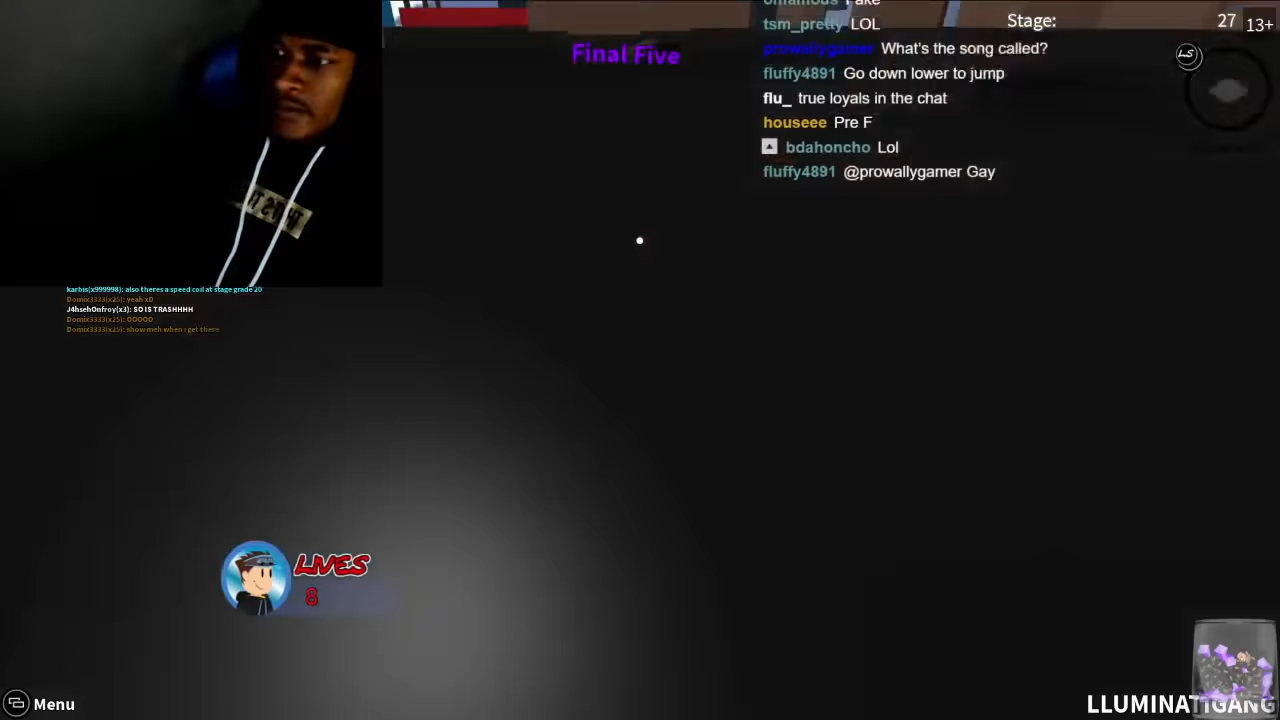 Fake
tsm_pretty LOL
prowallygamer What's the song called?
fluffy4891 Go down lower to jump
flu_ true loyals in the chat
houseee Pre F
bdahoncho Lol
fluffy4891 @prowallygamer Gay
Stage: 27
13+
Final Five
karbis(x999998): also theres a speed coil at stage grade 20
Domix3333(x25): yeah xD
J4hsehOnfroy(x3): SO IS TRASHHHH
Domix3333(x25): OOOOO
Domix3333(x25): show meh when i get there
LIVES
8
Menu
LLUMINATIGANG